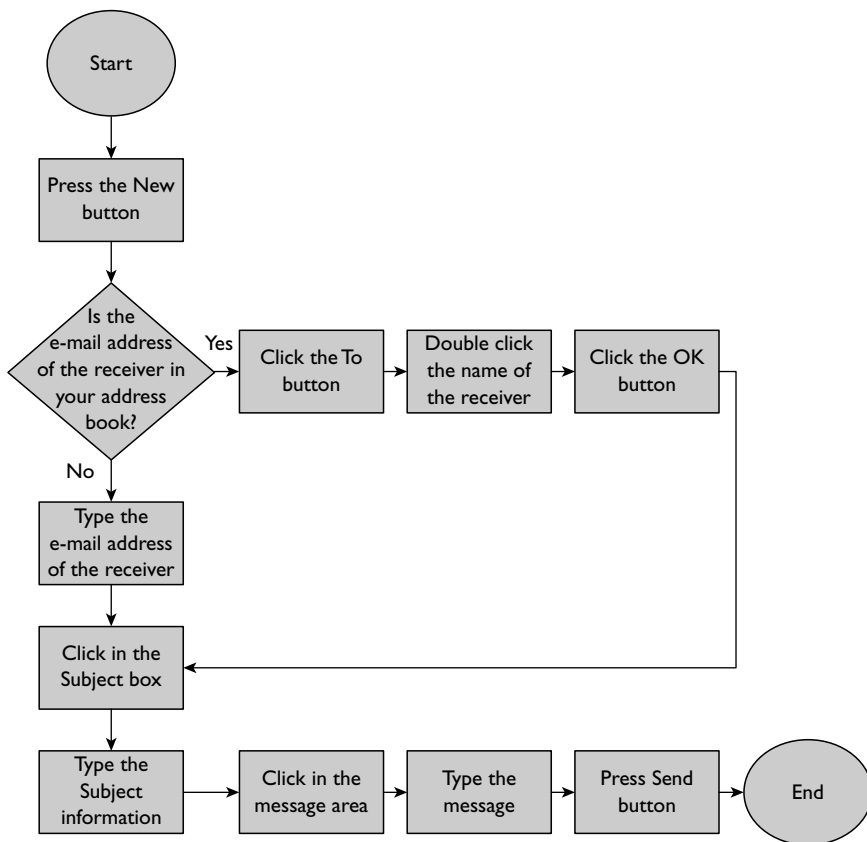 Start
Press the New
button
Is the
e-mail address
of the receiver in
your address
book?
Yes
Click the To
button
Double click
the name of
the receiver
Click the OK
button
No
Type the
e-mail address
of the receiver
Click in the
Subject box
Type the
Subject
information
Click in the
message area
Type the
message
Press Send
button
End